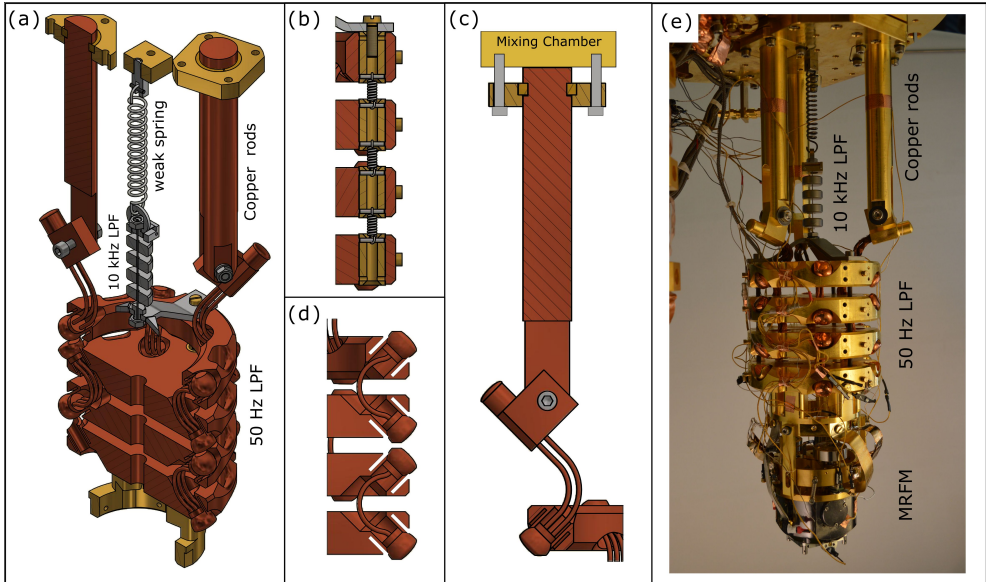 (a)
weak spring
10 kHz LPF
Copper rods
50 Hz LPF
(b)
(d)
(c)
Mixing Chamber
(e)
10 kHz LPF
Copper rods
50 Hz LPF
MRFM